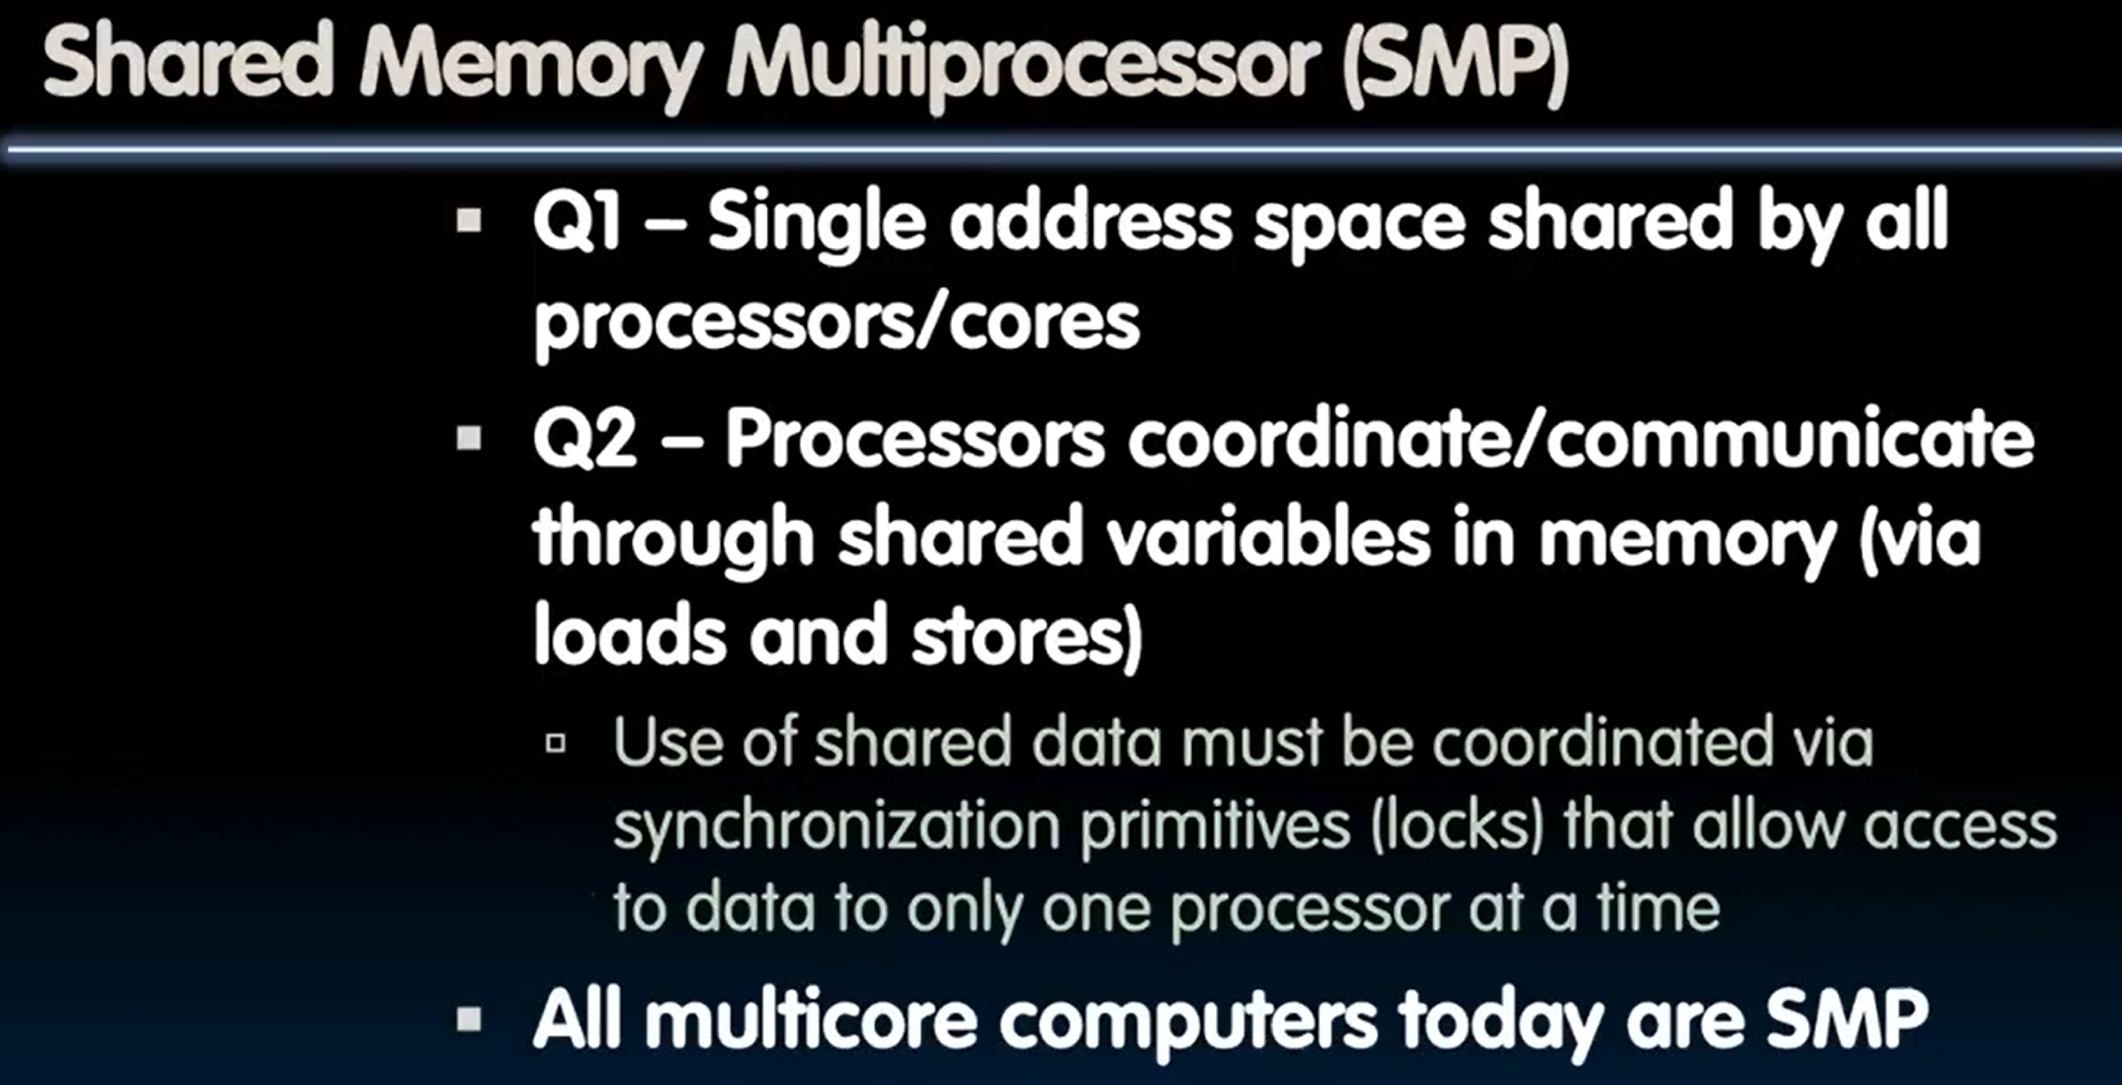 Shared Memory Multiprocessor (SMP)
▪ Q1 – Single address space shared by all
processors/cores
▪ Q2 – Processors coordinate/communicate
through shared variables in memory (via
loads and stores)
▫ Use of shared data must be coordinated via
synchronization primitives (locks) that allow access
to data to only one processor at a time
▪ All multicore computers today are SMP